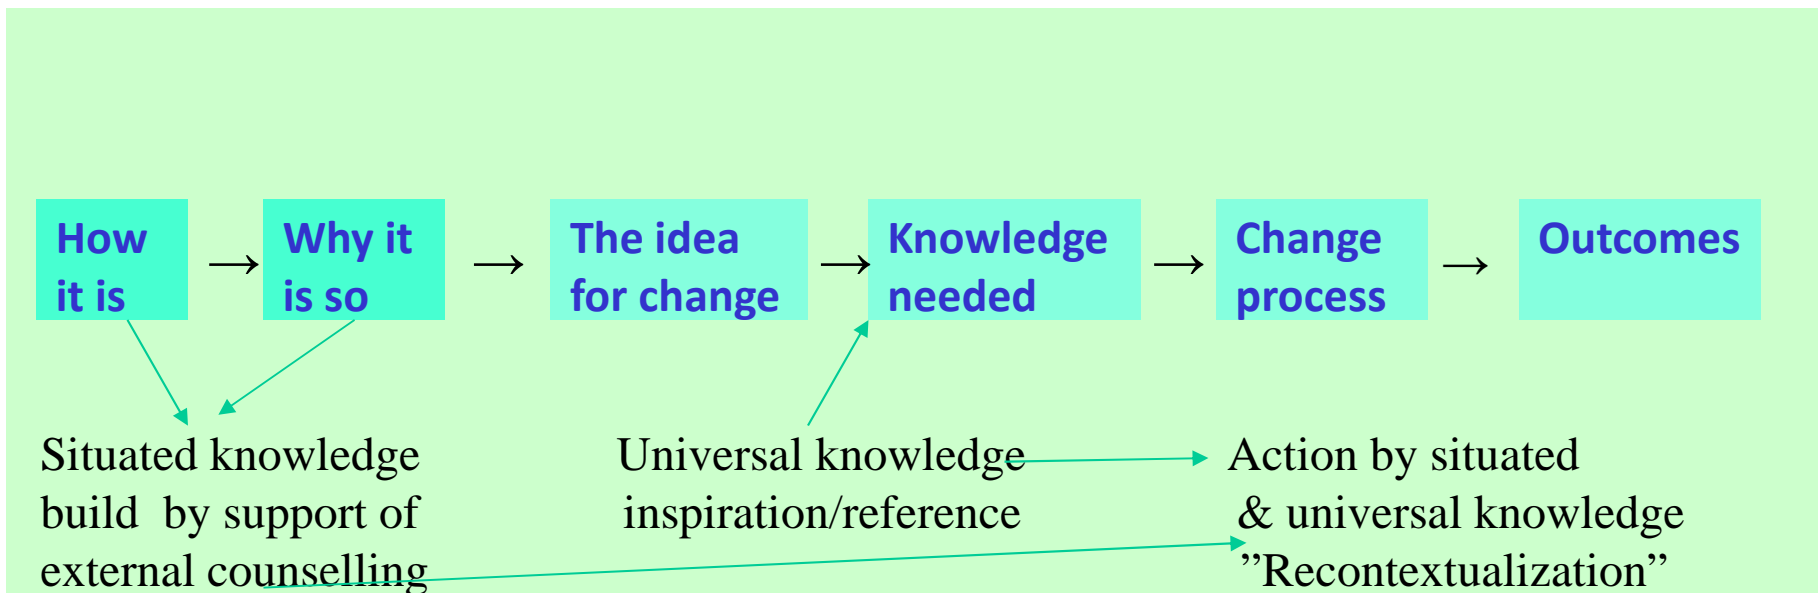 How
it is
→
Why it
is so
→
The idea
for change
→
Knowledge
needed
→
Change
process
→
Outcomes
Situated knowledge
build by support of
external counselling
Universal knowledge
inspiration/reference
Action by situated
& universal knowledge
”Recontextualization”